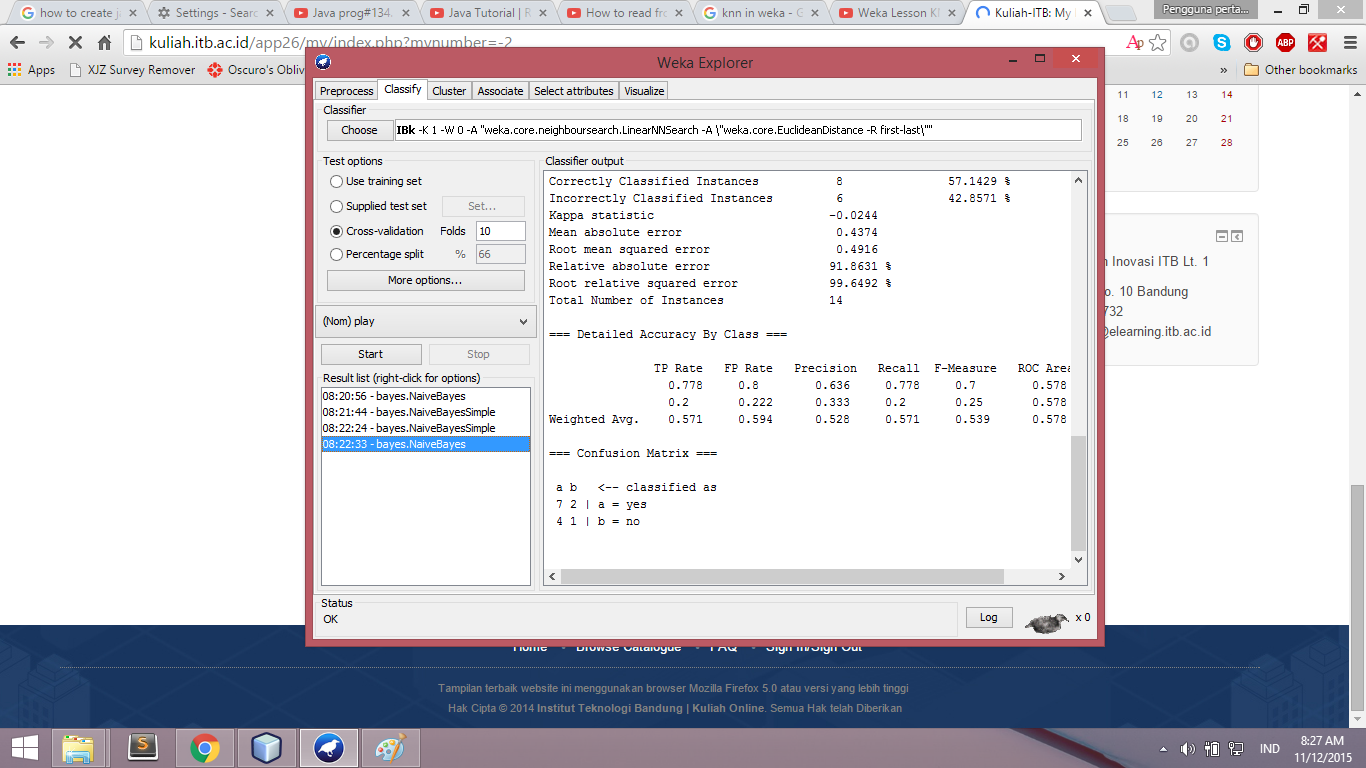 how to create j
Settings - Searc
Java prog#134.
Java Tutorial | R
How to read fro
knn in weka - G
Weka Lesson K
Kuliah-ITB: My
Pengguna perta...
kuliah.itb.ac.id/app26/my/index.php?mynumber=-2
Apps XJZ Survey Remover Oscuro's Obliv » Other bookmarks
Weka Explorer
Preprocess Classify Cluster Associate Select attributes Visualize
Classifier
Choose IBk -K 1 -W 0 -A "weka.core.neighboursearch.LinearNNSearch -A \"weka.core.EuclideanDistance -R first-last\""
Test options
Use training set
Supplied test set Set...
Cross-validation Folds 10
Percentage split % 66
More options...
(Nom) play
Start Stop
Result list (right-click for options)
08:20:56 - bayes.NaiveBayes
08:21:44 - bayes.NaiveBayesSimple
08:22:24 - bayes.NaiveBayesSimple
08:22:33 - bayes.NaiveBayes
Classifier output
Correctly Classified Instances 8 57.1429 %
Incorrectly Classified Instances 6 42.8571 %
Kappa statistic -0.0244
Mean absolute error 0.4374
Root mean squared error 0.4916
Relative absolute error 91.8631 %
Root relative squared error 99.6492 %
Total Number of Instances 14
=== Detailed Accuracy By Class ===
TP Rate FP Rate Precision Recall F-Measure ROC Area
0.778 0.8 0.636 0.778 0.7 0.578
0.2 0.222 0.333 0.2 0.25 0.578
Weighted Avg. 0.571 0.594 0.528 0.571 0.539 0.578
=== Confusion Matrix ===
a b <-- classified as
7 2 | a = yes
4 1 | b = no
Status
OK
Log x 0
11 12 13 14
18 19 20 21
25 26 27 28
n Inovasi ITB Lt. 1
o. 10 Bandung
732
@elearning.itb.ac.id
Home Browse Catalogue FAQ Sign In/Sign Out
Tampilan terbaik website ini menggunakan browser Mozilla Firefox 5.0 atau versi yang lebih tinggi
Hak Cipta © 2014 Institut Teknologi Bandung | Kuliah Online. Semua Hak telah Diberikan
IND
8:27 AM
11/12/2015